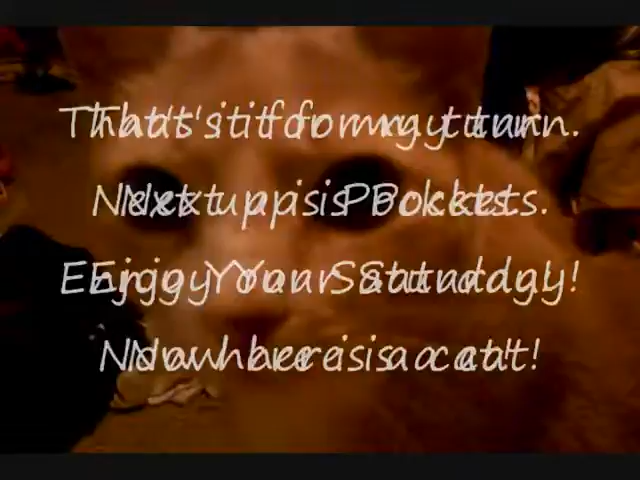 That's it for my turn.
Next up is Pockets.
Enjoy Your Saturday!
Now here is a cat!